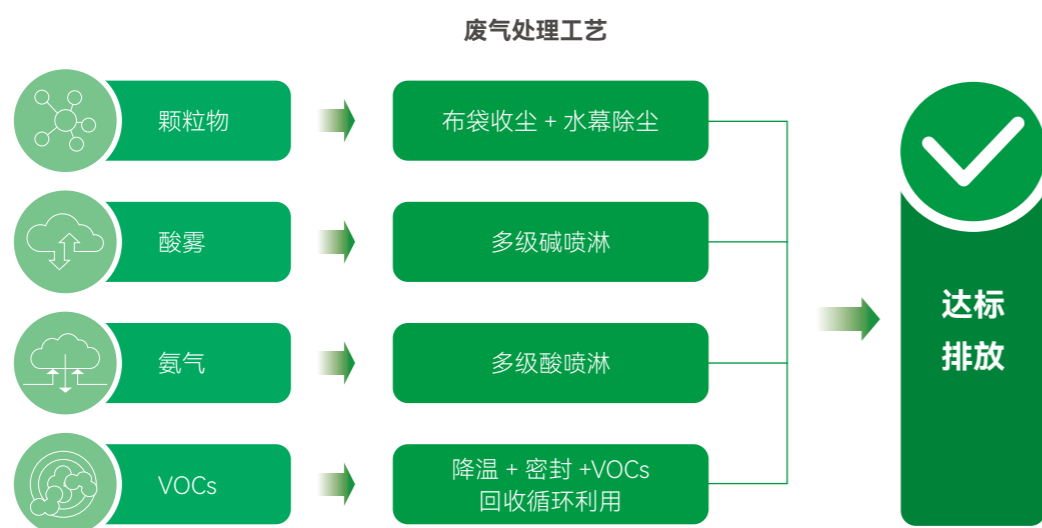 废气处理工艺
颗粒物
布袋收尘 + 水幕除尘
酸雾
多级碱喷淋
氨气
多级酸喷淋
VOCs
降温 + 密封 +VOCs
回收循环利用
达标
排放